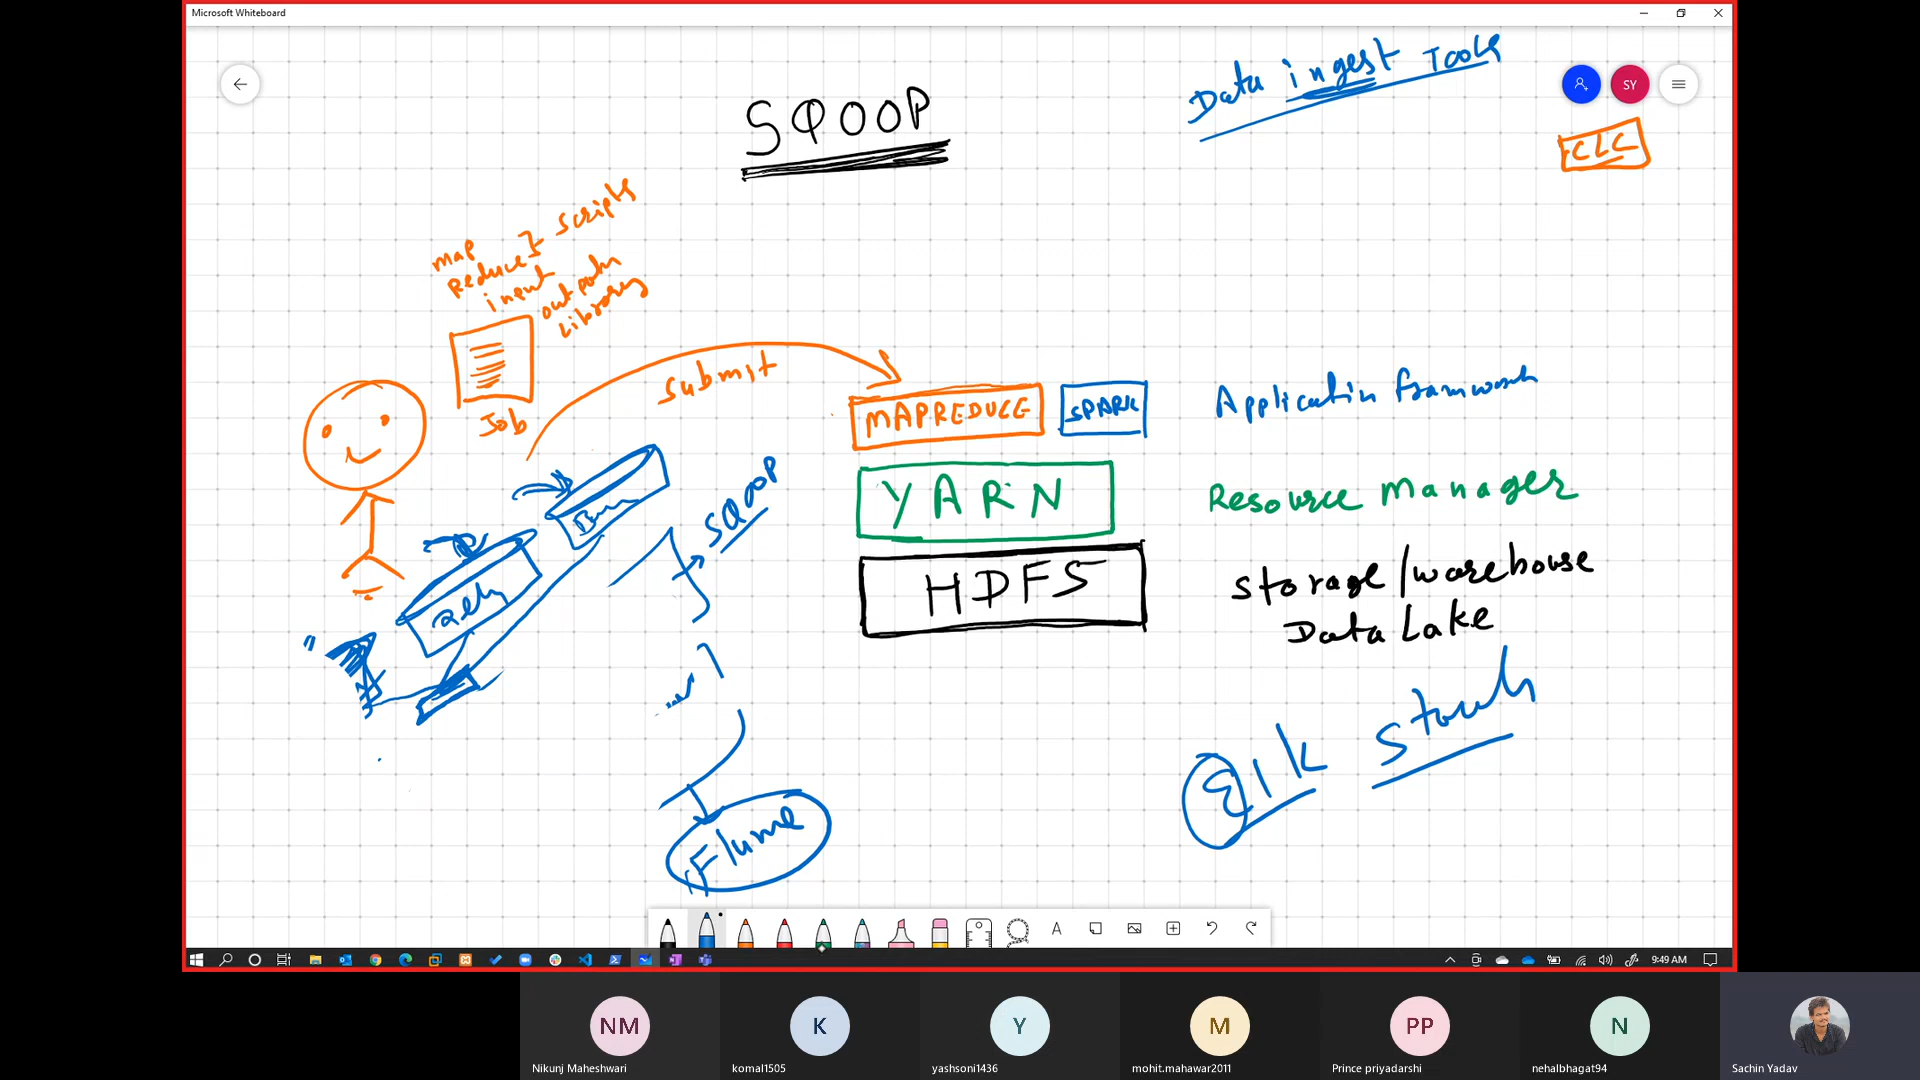 Microsoft Whiteboard
Data ingest Tools
SY
SQOOP
CLC
map
reduce } scripts
input
output
Library
Job
submit
MAPREDUCE
SPARK
Application framework
SQOOP
YARN
Resource Manager
HDFS
Storage/warehouse
Data Lake
Elk Stack
Flume
A
9:49 AM
NM
K
Y
M
PP
N
Nikunj Maheshwari
komal1505
yashsoni1436
mohit.mahawar2011
Prince priyadarshi
nehalbhagat94
Sachin Yadav